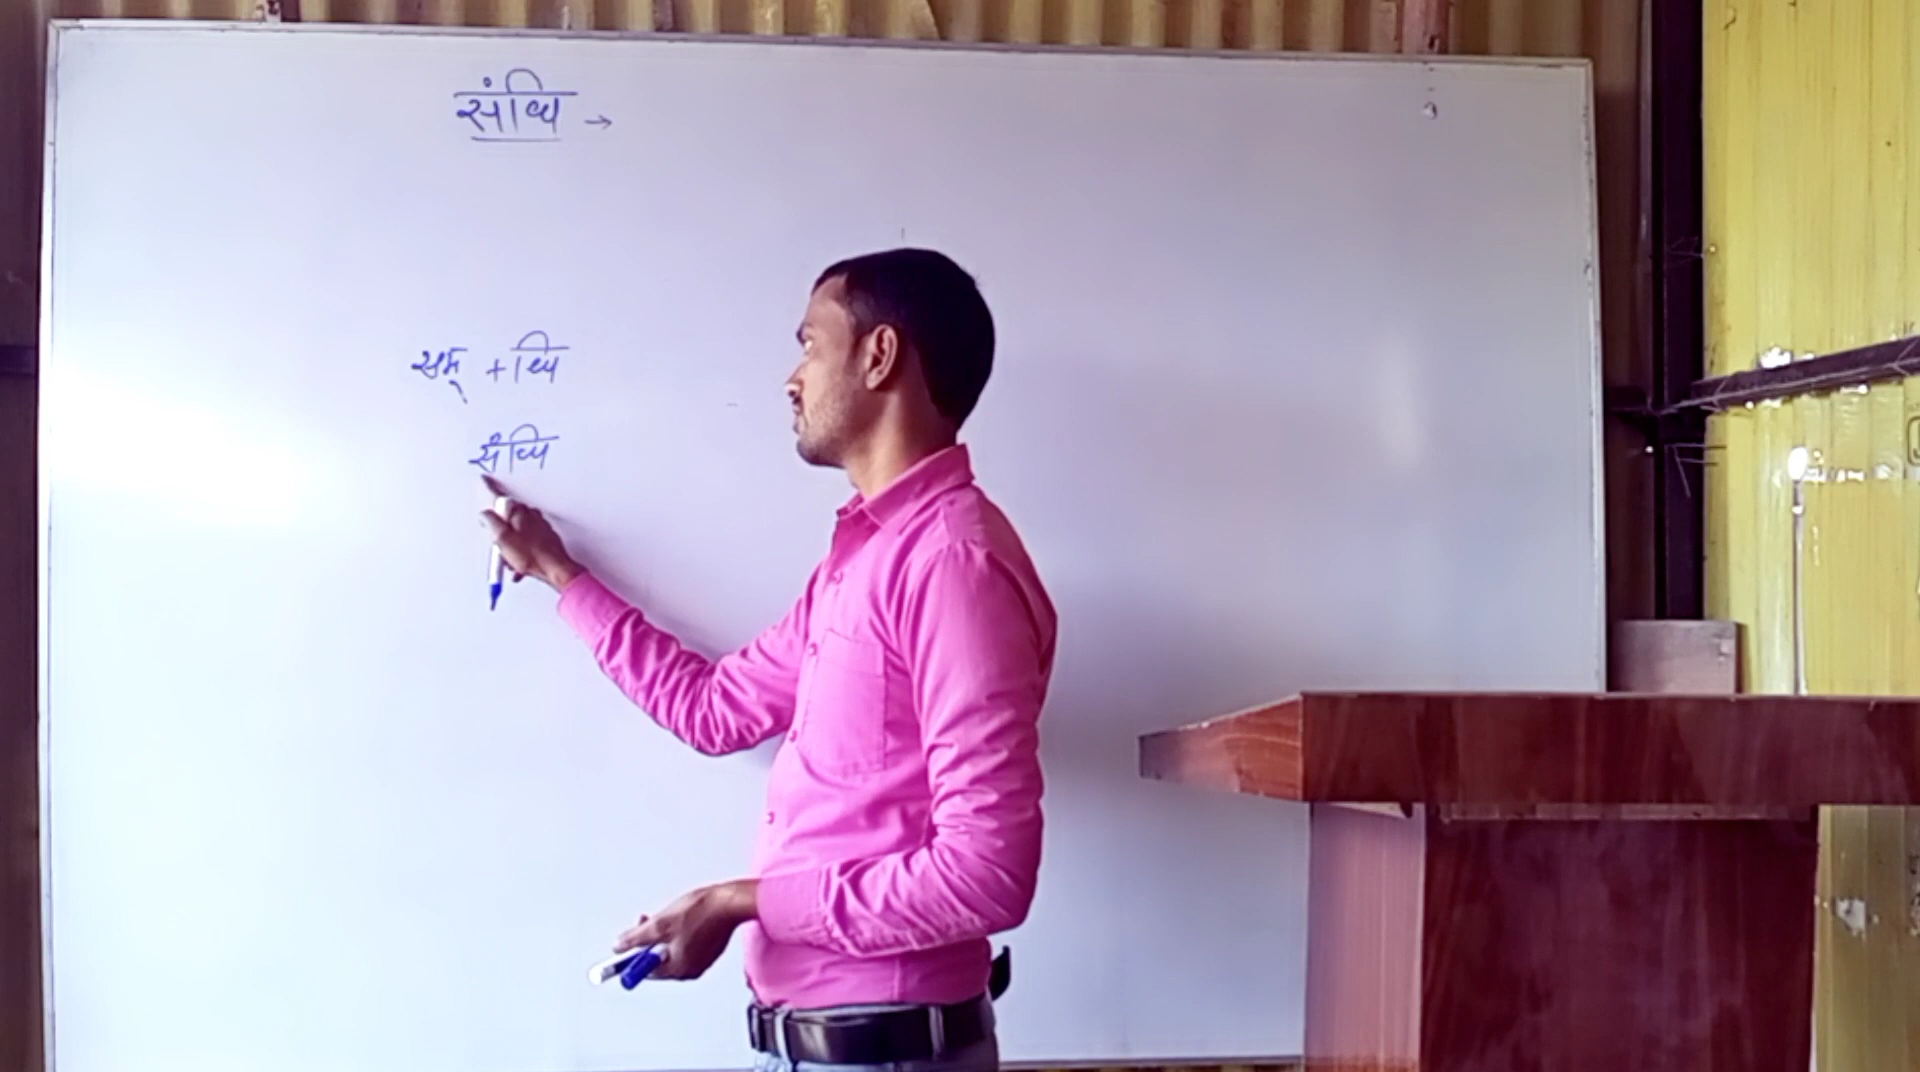 संधि →
सम् + धि
संधि